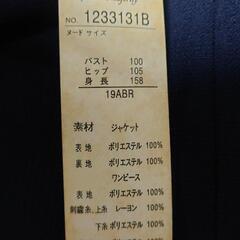 NO. 1233131B
ヌードサイズ
バスト 100
ヒップ 105
身長 158
19ABR
素材 ジャケット
表地 ポリエステル 100%
裏地 ポリエステル 100%
ワンピース
表地 ポリエステル 100%
刺繍糸、上糸 レーヨン 100%
下糸 ポリエステル 100%